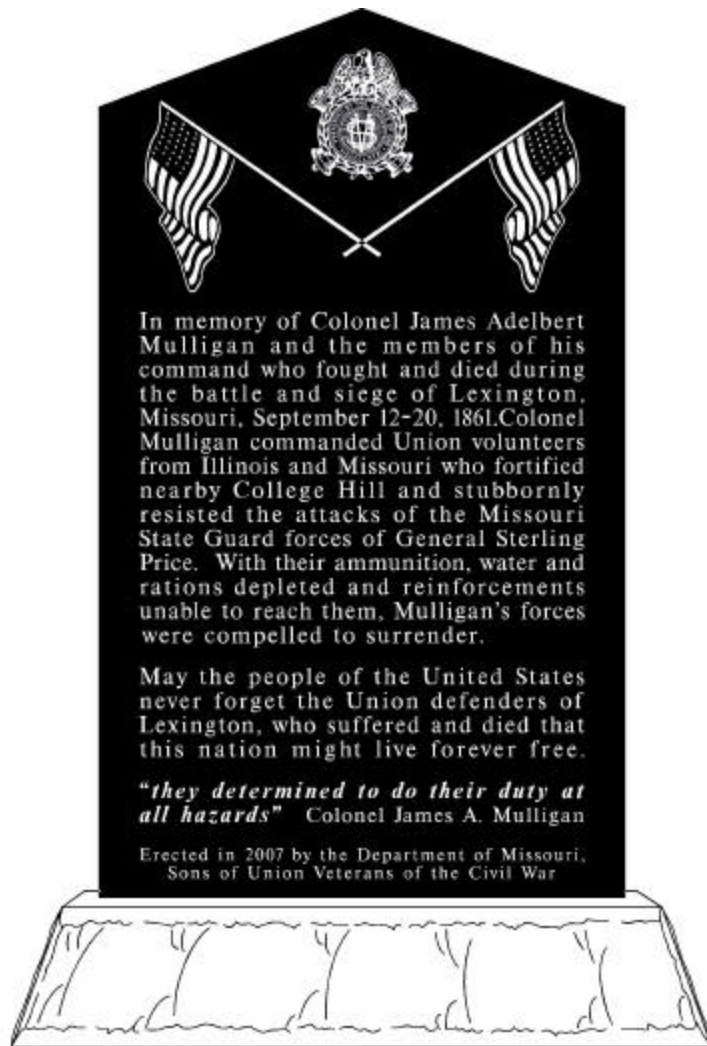 In memory of Colonel James Adelbert
Mulligan and the members of his
command who fought and died during
the battle and siege of Lexington,
Missouri, September 12-20, 1861.Colonel
Mulligan commanded Union volunteers
from Illinois and Missouri who fortified
nearby College Hill and stubbornly
resisted the attacks of the Missouri
State Guard forces of General Sterling
Price.  With their ammunition, water and
rations depleted and reinforcements
unable to reach them, Mulligan's forces
were compelled to surrender.
May the people of the United States
never forget the Union defenders of
Lexington, who suffered and died that
this nation might live forever free.
"they determined to do their duty at
all hazards"  Colonel James A. Mulligan
Erected in 2007 by the Department of Missouri,
Sons of Union Veterans of the Civil War